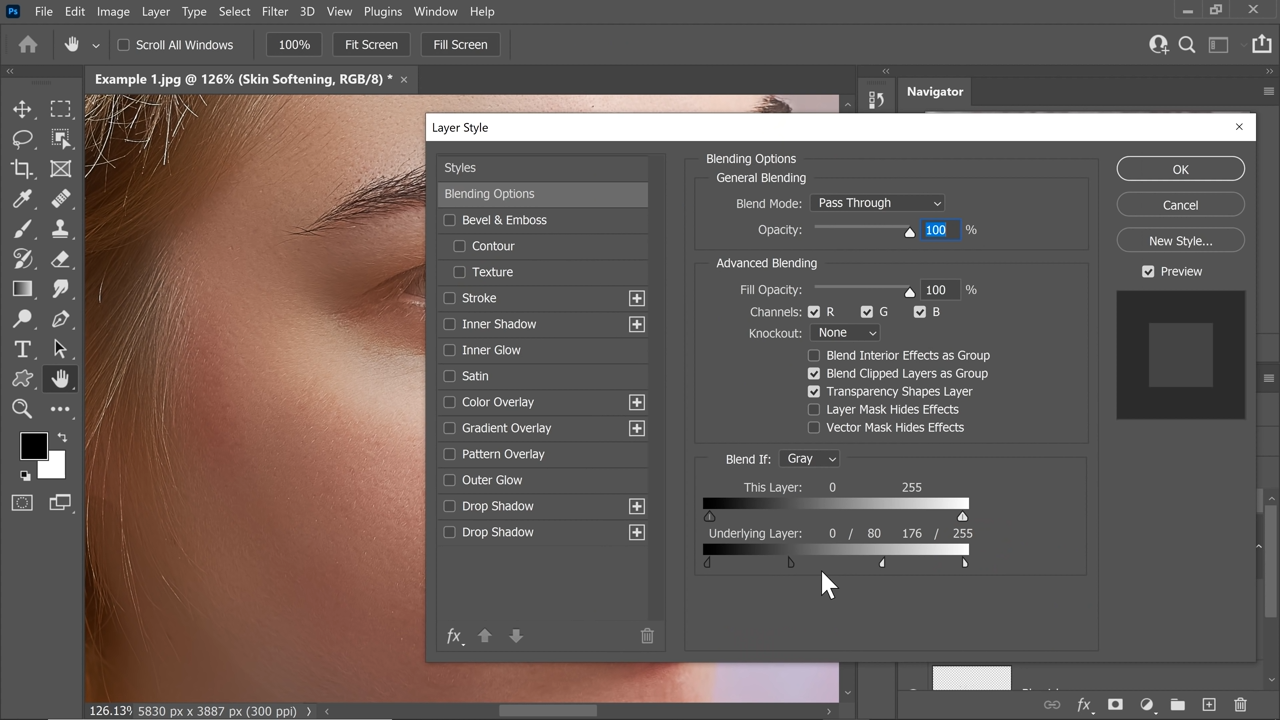 Ps File Edit Image Layer Type Select Filter 3D View Plugins Window Help
Scroll All Windows 100% Fit Screen Fill Screen
Example 1.jpg @ 126% (Skin Softening, RGB/8) *
Navigator
Layer Style
Styles
Blending Options
Bevel & Emboss
Contour
Texture
Stroke
Inner Shadow
Inner Glow
Satin
Color Overlay
Gradient Overlay
Pattern Overlay
Outer Glow
Drop Shadow
Drop Shadow
fx
Blending Options
General Blending
Blend Mode: Pass Through
Opacity: 100 %
Advanced Blending
Fill Opacity: 100 %
Channels: R G B
Knockout: None
Blend Interior Effects as Group
Blend Clipped Layers as Group
Transparency Shapes Layer
Layer Mask Hides Effects
Vector Mask Hides Effects
Blend If: Gray
This Layer: 0 255
Underlying Layer: 0 / 80 176 / 255
OK
Cancel
New Style...
Preview
126.13% 5830 px x 3887 px (300 ppi)
fx